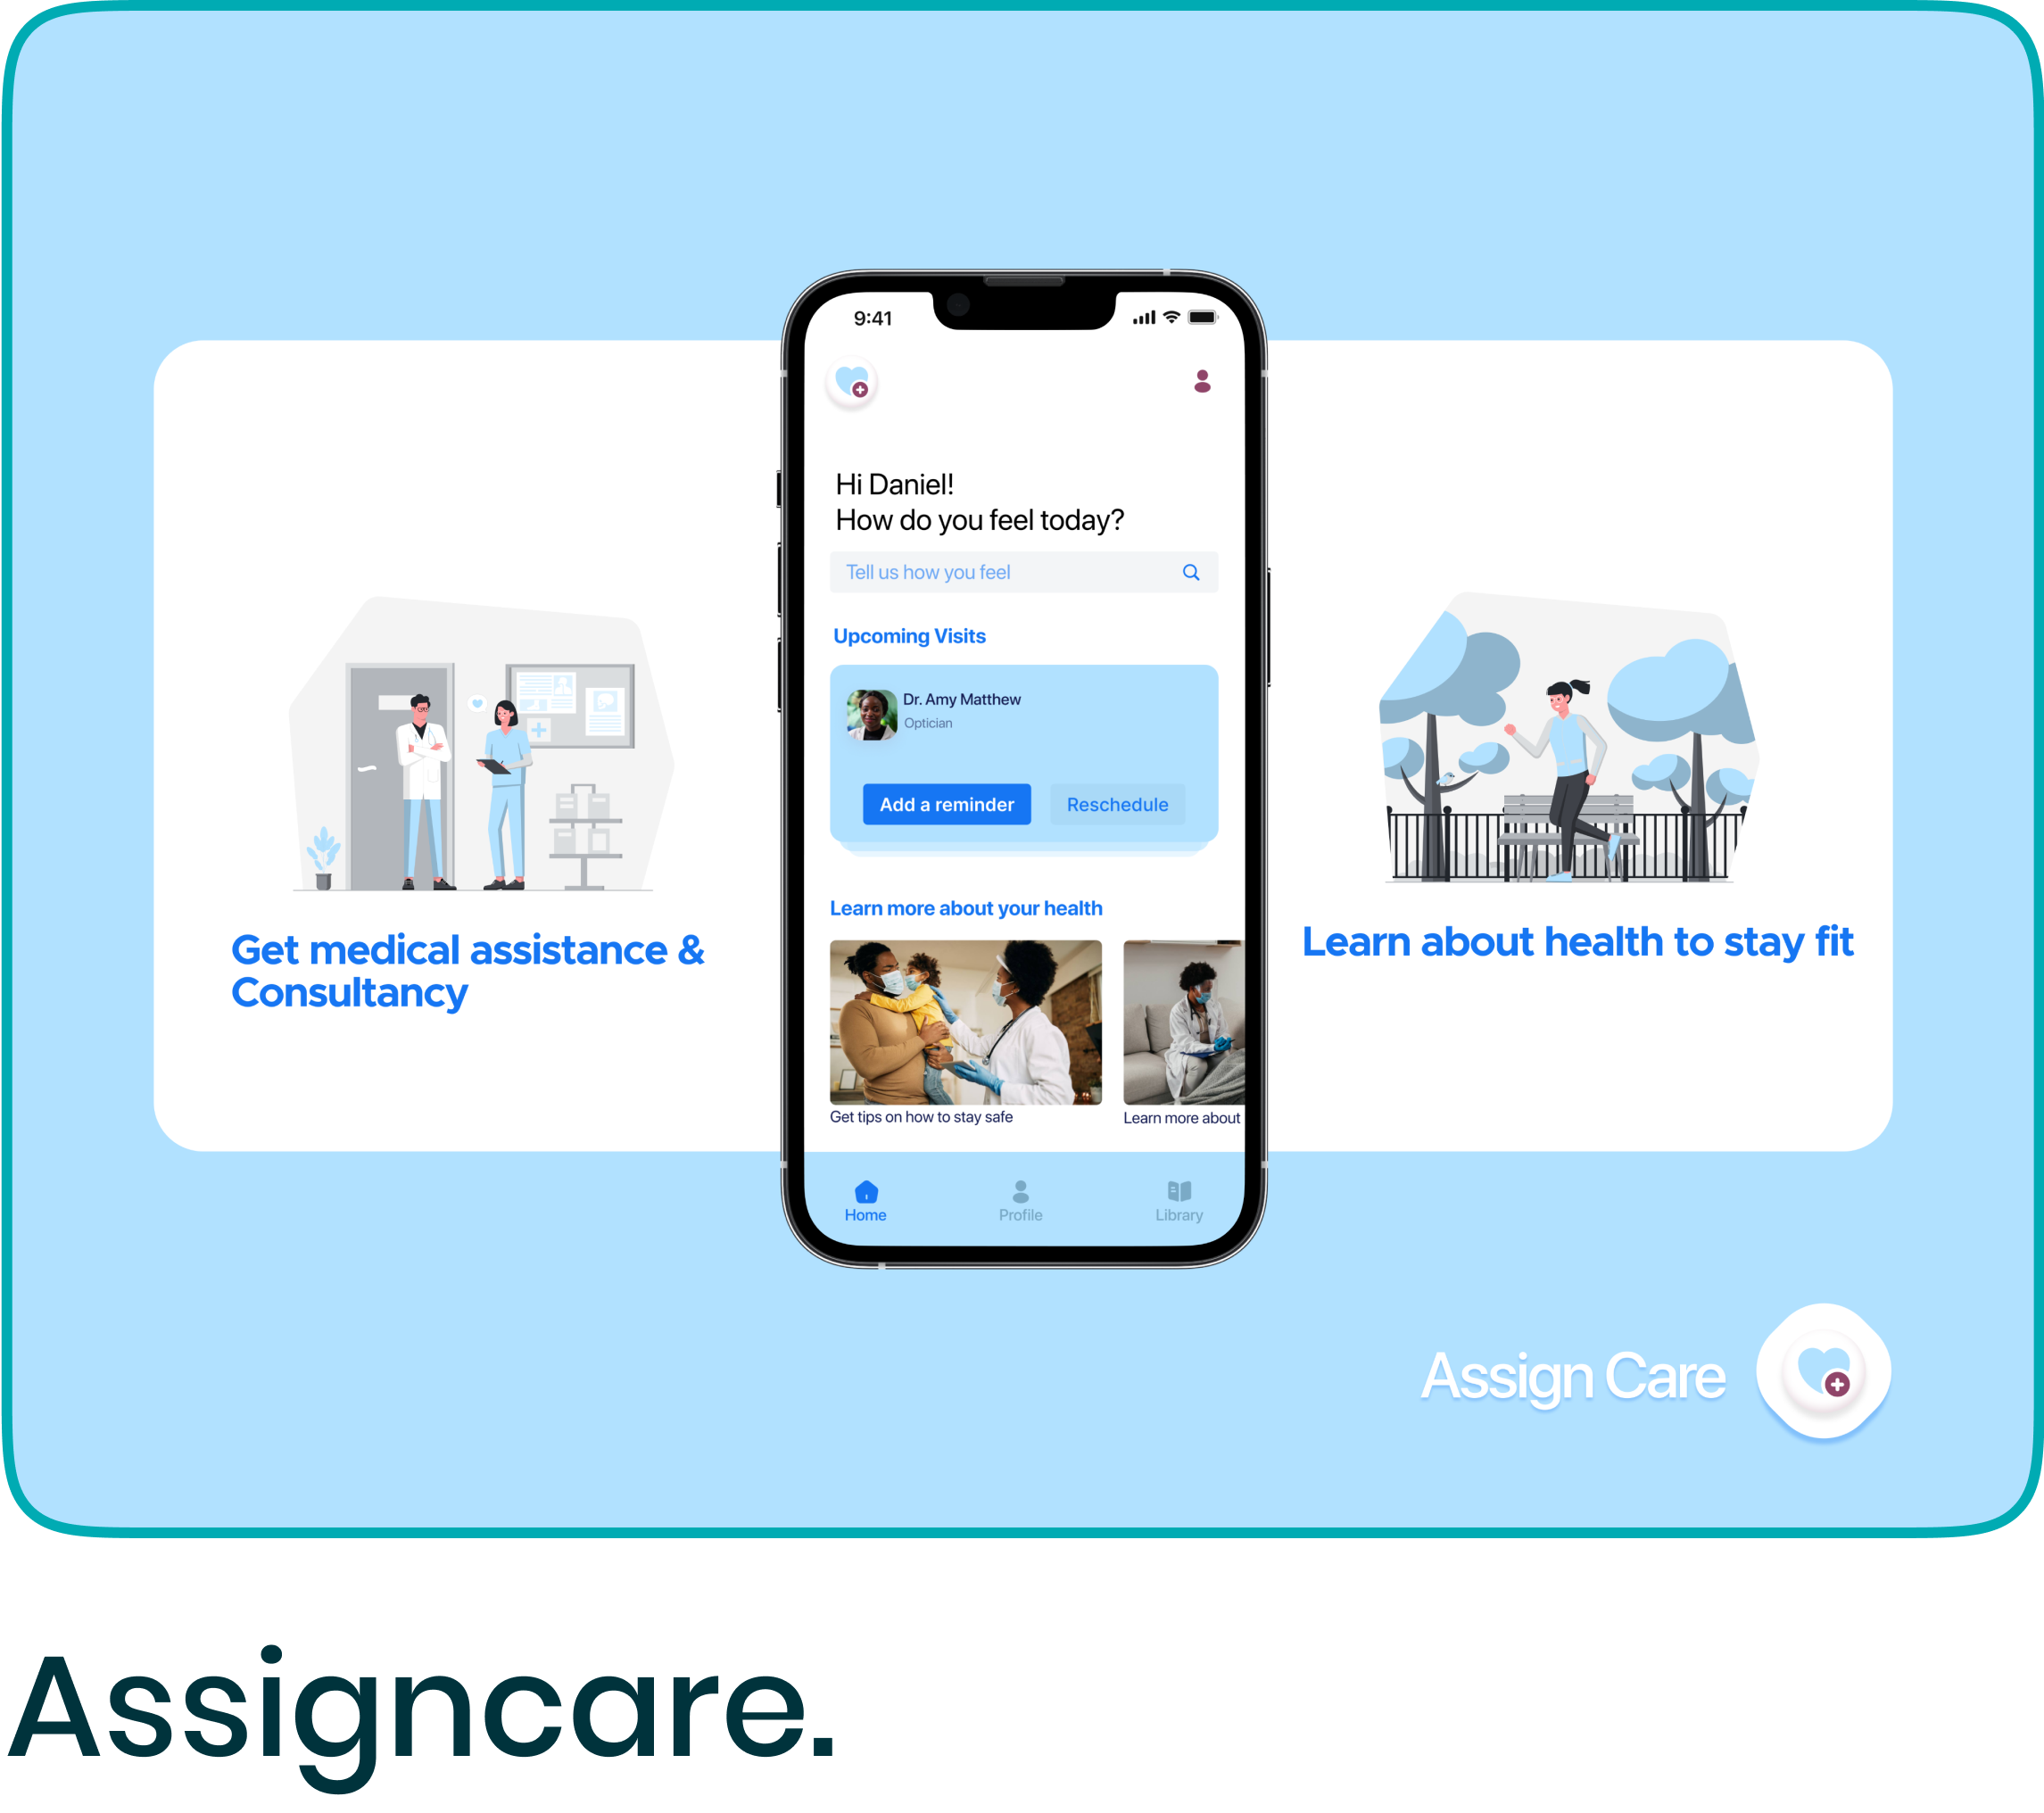 9:41
Hi Daniel!
How do you feel today?
Tell us how you feel
Upcoming Visits
Dr. Amy Matthew
Optician
Add a reminder
Reschedule
Learn more about your health
Get tips on how to stay safe
Learn more about
Home
Profile
Library
Get medical assistance &
Consultancy
Learn about health to stay fit
Assign Care
Assigncare.